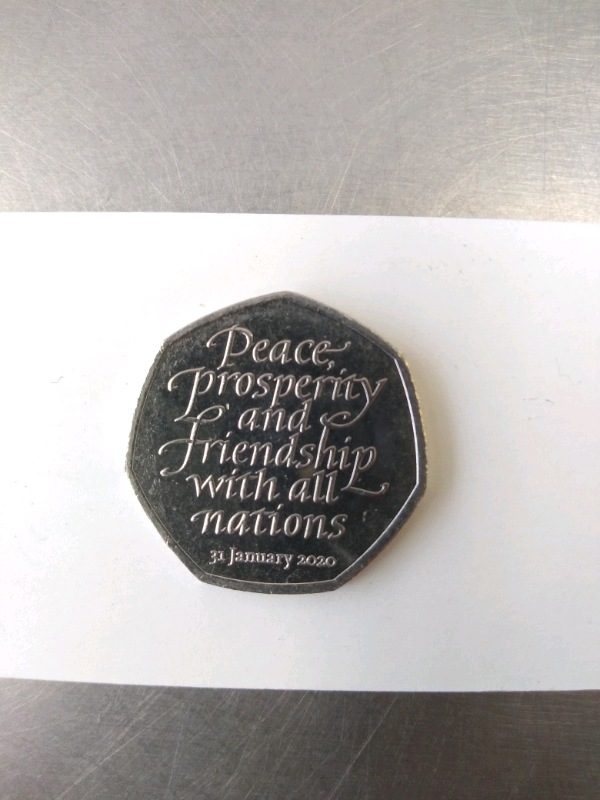 Peace,
prosperity
and
friendship
with all
nations
31 January 2020